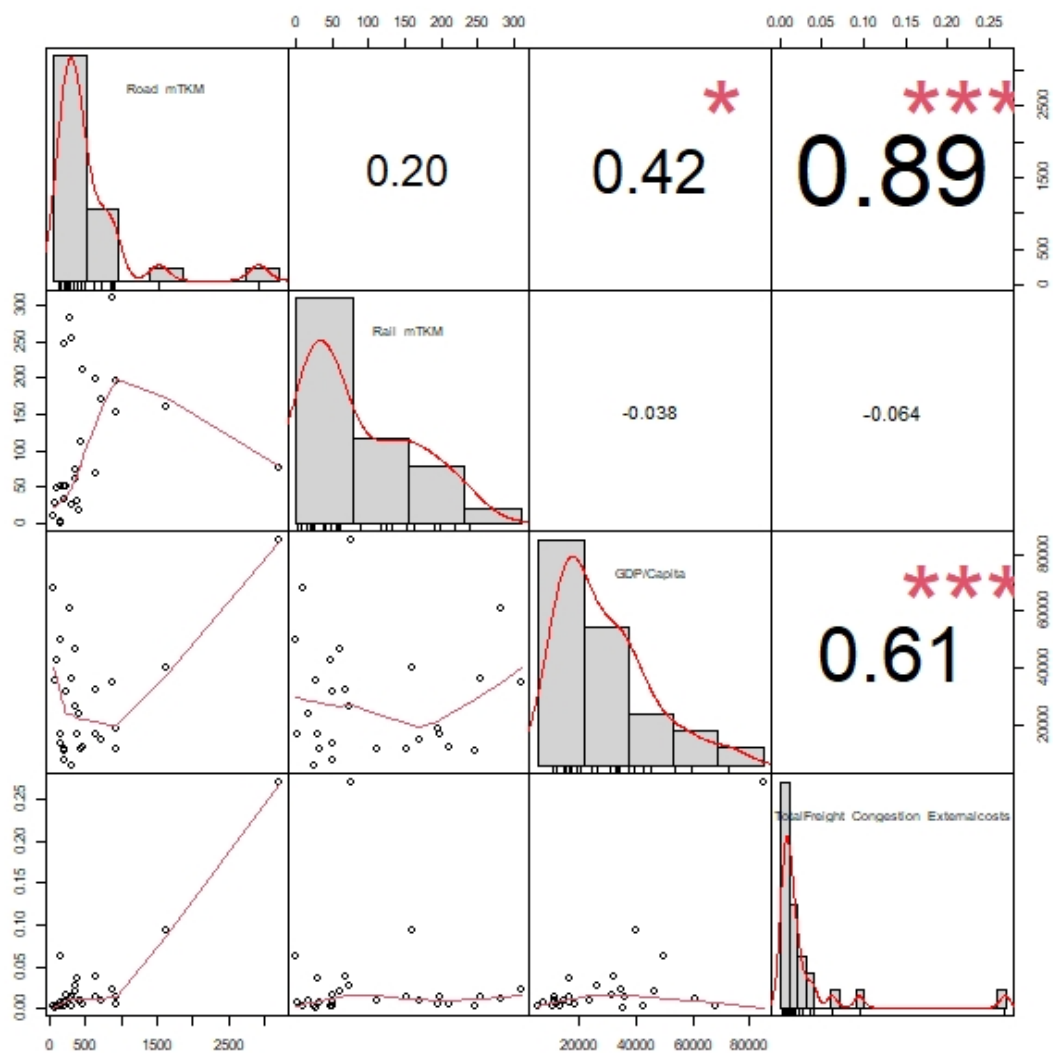 0 50 100 150 200 250 300
0.00 0.05 0.10 0.15 0.20 0.25
Road mTKM
0.20
*
0.42
***
0.89
0 500 1500 2500
0 50 100 150 200 250 300
Rail mTKM
-0.038
-0.064
GDP/Capita
***
0.61
20000 40000 60000 80000
0.00 0.05 0.10 0.15 0.20 0.25
TotalFreight Congestion Externalcosts
0 500 1500 2500
20000 40000 60000 80000